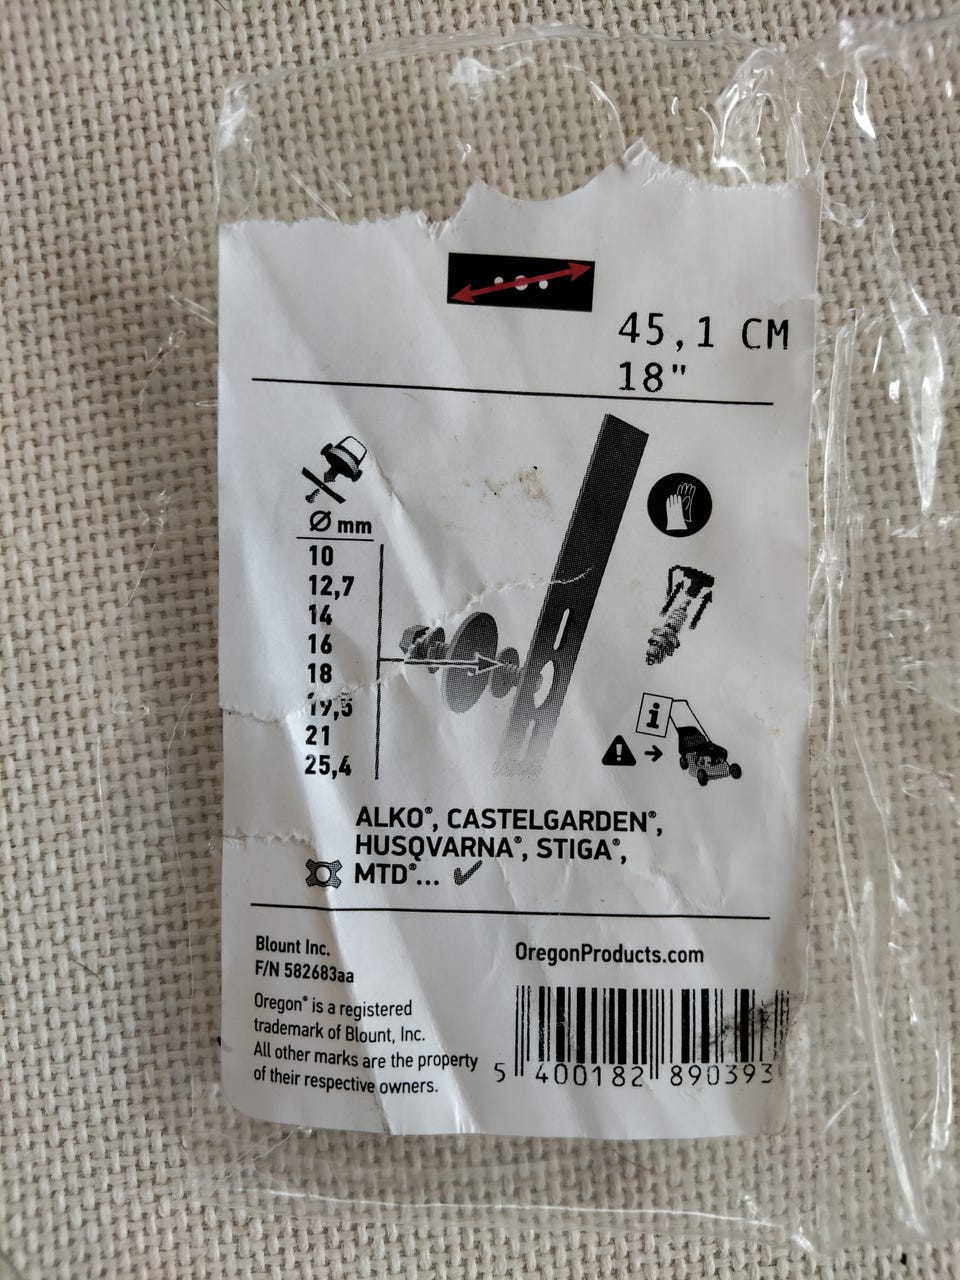 45,1 CM
18"
Ø mm
10
12,7
14
16
18
19,5
21
25,4
i
!
ALKO®, CASTELGARDEN®,
HUSQVARNA®, STIGA®,
MTD®... ✓
Blount Inc.
F/N 582683aa
Oregon® is a registered
trademark of Blount, Inc.
All other marks are the property
of their respective owners.
OregonProducts.com
5 400182 890393